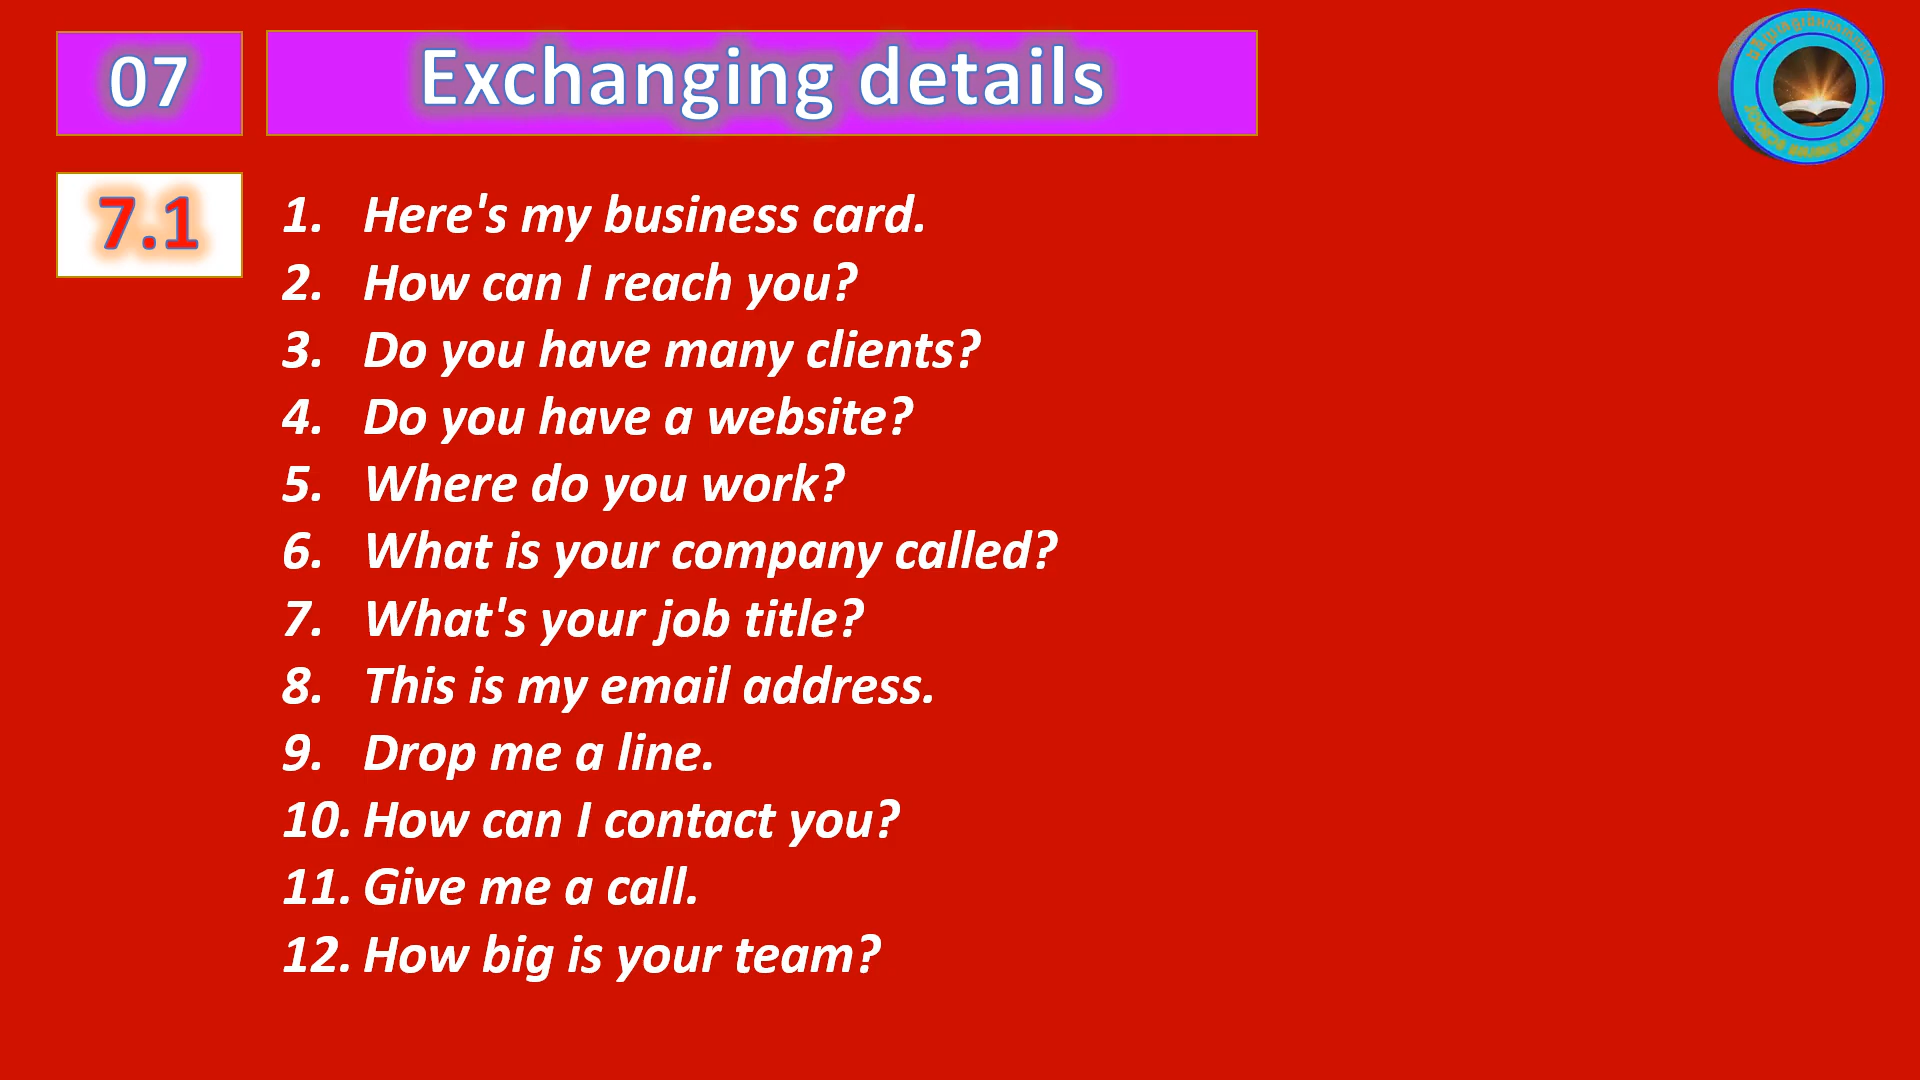 07
Exchanging details
7.1
1. Here's my business card.
2. How can I reach you?
3. Do you have many clients?
4. Do you have a website?
5. Where do you work?
6. What is your company called?
7. What's your job title?
8. This is my email address.
9. Drop me a line.
10. How can I contact you?
11. Give me a call.
12. How big is your team?